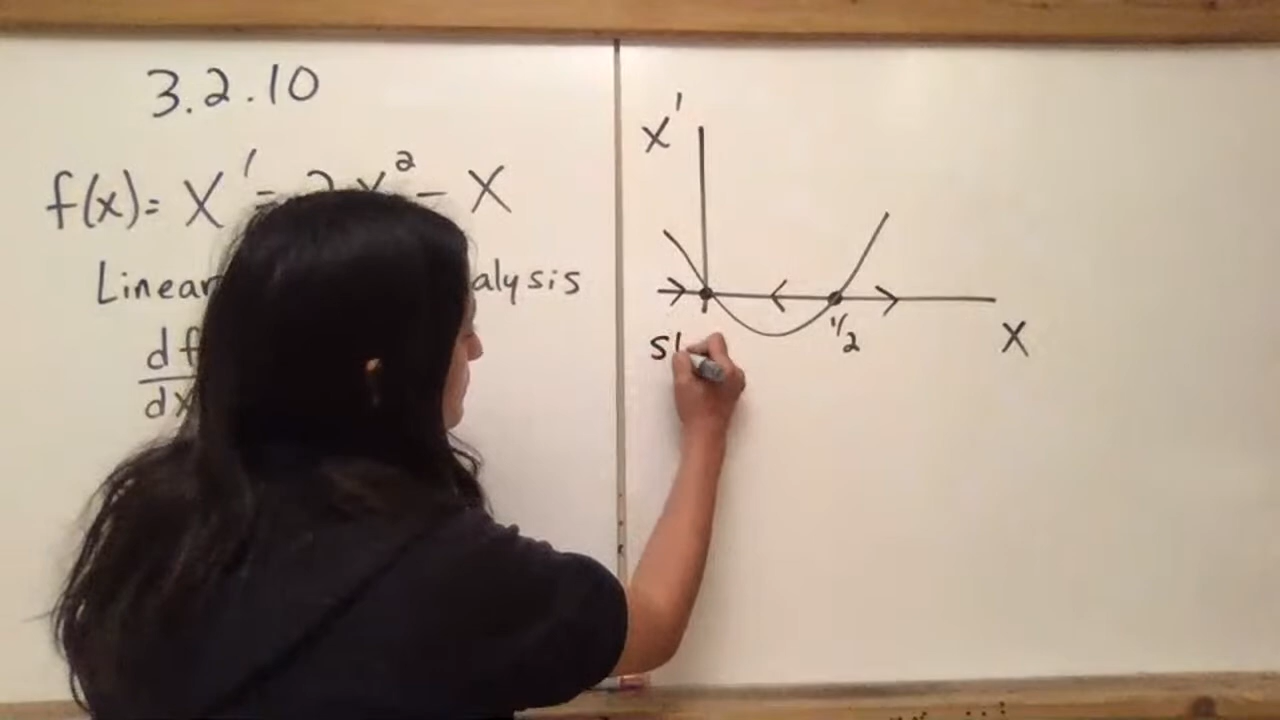 3.2.10
f(x)= X' = 2x² - X
Linear alysis
df
dx
X'
1/2
X